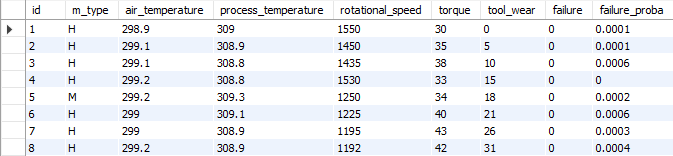 id m_type air_temperature process_temperature rotational_speed torque tool_wear failure failure_proba
1 H 298.9 309 1550 30 0 0 0.0001
2 H 299.1 308.9 1450 35 5 0 0.0001
3 H 299.1 308.8 1435 38 10 0 0.0006
4 H 299.2 308.8 1530 33 15 0 0
5 M 299.2 309.3 1250 34 18 0 0.0002
6 H 299 309.1 1225 40 21 0 0.0006
7 H 299 308.9 1195 43 26 0 0.0003
8 H 299.2 308.9 1192 42 31 0 0.0004